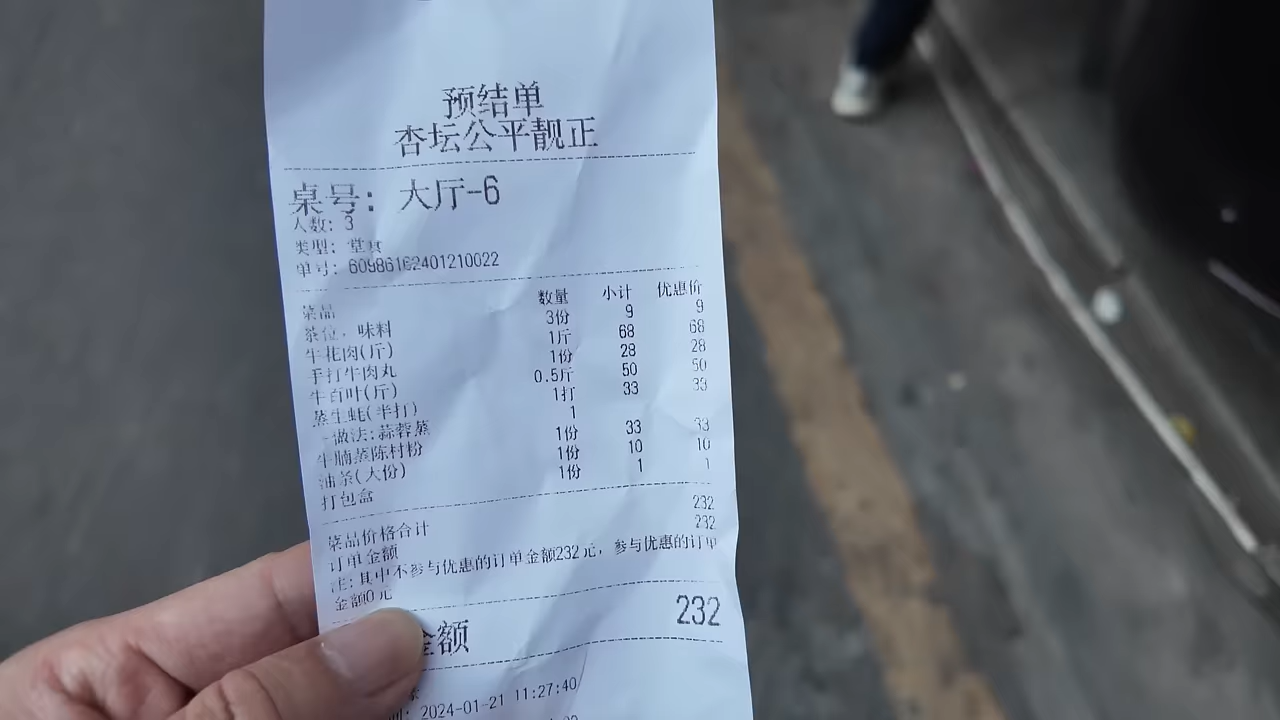 预结单
杏坛公平靓正
桌号: 大厅-6
人数: 3
类型: 堂食
单号: 60986162401210022
菜品 数量 小计 优惠价
茶位、味料 3份 9 9
牛花肉(斤) 1斤 68 68
手打牛肉丸 1份 28 28
牛百叶(斤) 0.5斤 50 50
蒸生蚝(半打) 1打 33 33
-做法:蒜蓉蒸 1
牛腩蒸陈村粉 1份 33 33
油菜(大份) 1份 10 10
打包盒 1份 1 1
菜品价格合计 232
订单金额 232
注: 其中不参与优惠的订单金额232元, 参与优惠的订单
金额0元
金额 232
2024-01-21 11:27:40